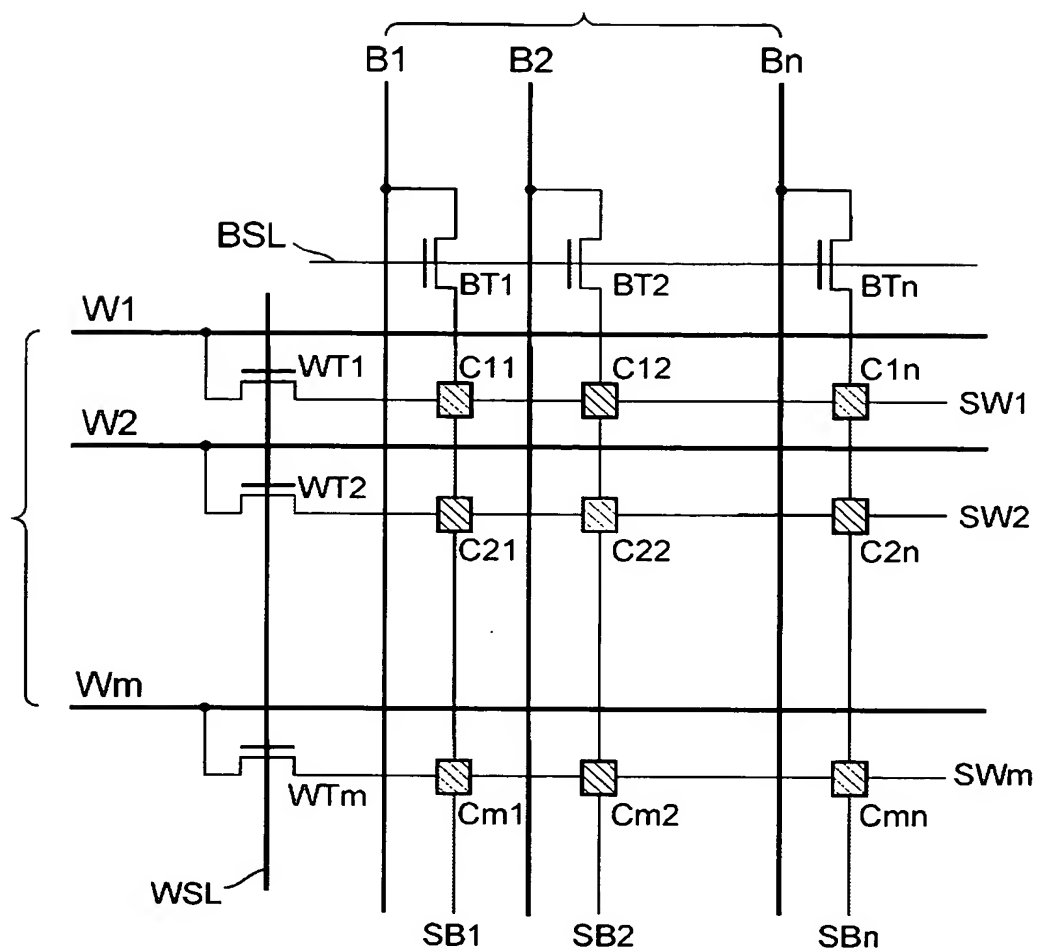 B1 B2 Bn
BSL
BT1 BT2 BTn
W1
WT1 C11 C12 C1n
SW1
W2
WT2
SW2
C21 C22 C2n
Wm
SWm
WTm Cm1 Cm2 Cmn
WSL
SB1 SB2 SBn